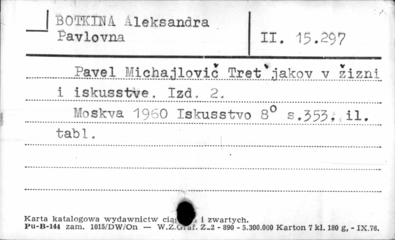 BOTKINA Aleksandra
Pavlovna
II. 15.297
Pavel Michajlovič Tret'jakov v žizni
i iskusstve. Izd. 2.
Moskva 1960 Iskusstvo 8° s.353. il.
tabl.
Karta katalogowa wydawnictw i zwartych.
Pu-B-144 zam. 1015/DW/On — W.Z.Graf. Z-2 - 890 - 5.300.000 Karton 7 kl. 180 g, - IX.76.